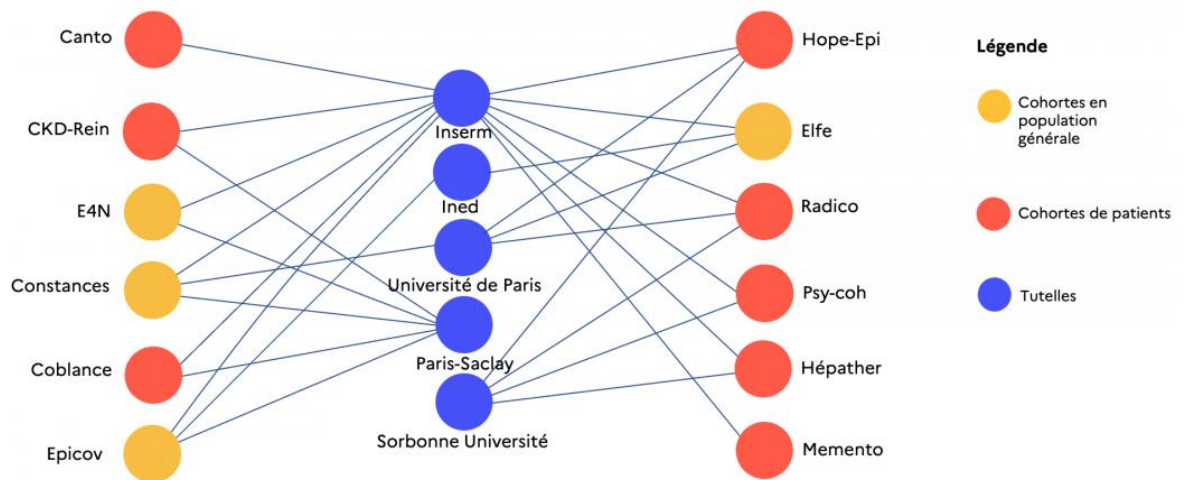 Canto
CKD-Rein
E4N
Constances
Coblance
Epicov
Inserm
Ined
Université de Paris
Paris-Saclay
Sorbonne Université
Hope-Epi
Elfe
Radico
Psy-coh
Hépather
Memento
Légende
Cohortes en
population
générale
Cohortes de patients
Tutelles